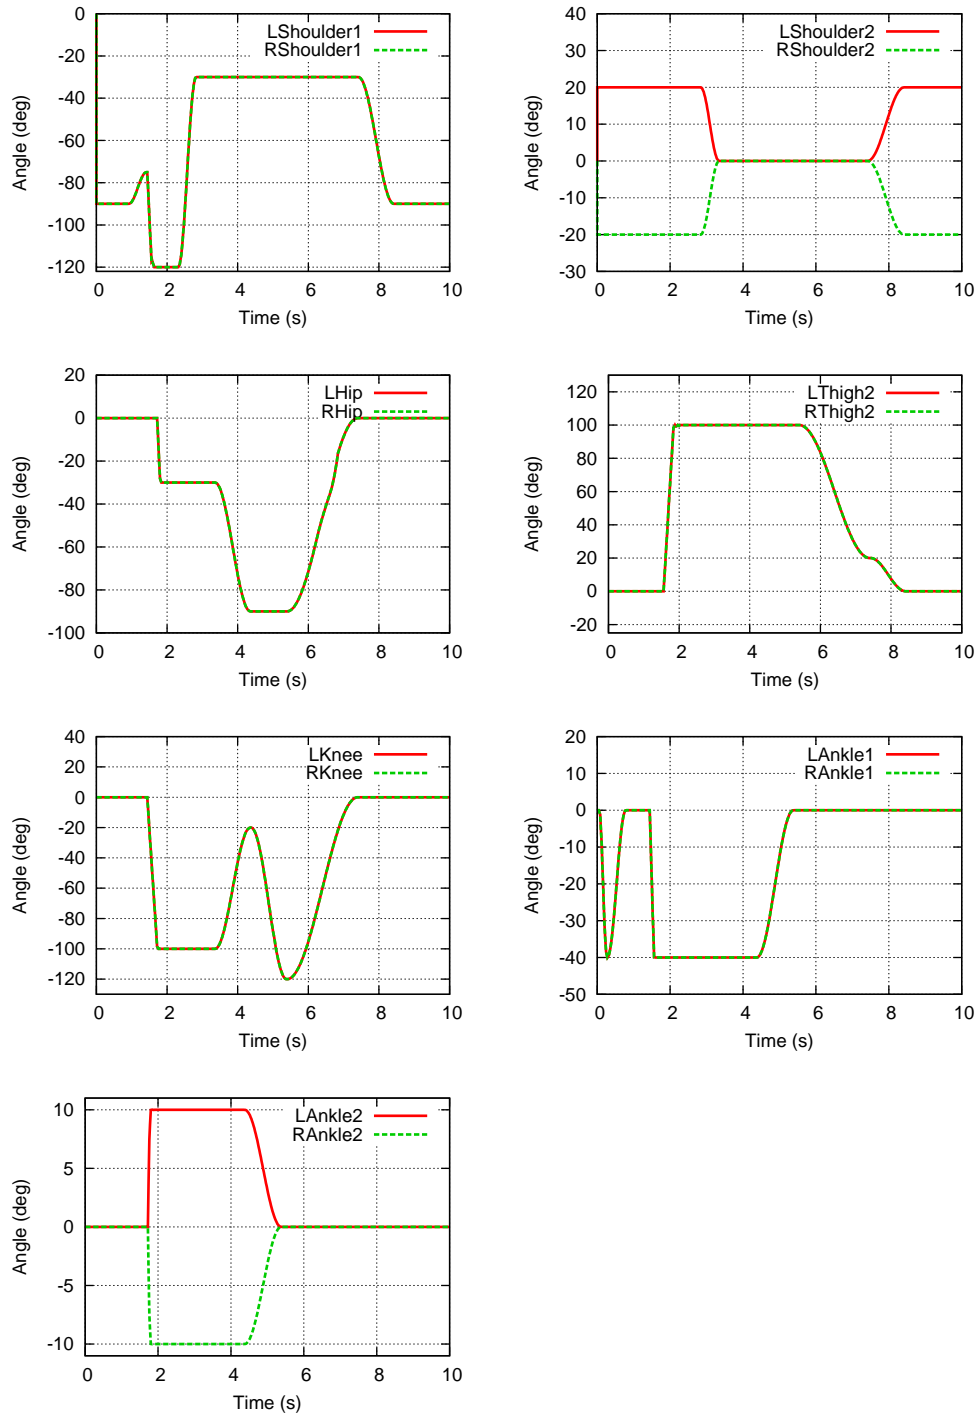 0
-20
-40
-60
-80
-100
-120
0 2 4 6 8 10
Angle (deg)
Time (s)
LShoulder1
RShoulder1
40
30
20
10
0
-10
-20
-30
0 2 4 6 8 10
Angle (deg)
Time (s)
LShoulder2
RShoulder2
20
0
-20
-40
-60
-80
-100
0 2 4 6 8 10
Angle (deg)
Time (s)
LHip
RHip
120
100
80
60
40
20
0
-20
0 2 4 6 8 10
Angle (deg)
Time (s)
LThigh2
RThigh2
40
20
0
-20
-40
-60
-80
-100
-120
0 2 4 6 8 10
Angle (deg)
Time (s)
LKnee
RKnee
20
10
0
-10
-20
-30
-40
-50
0 2 4 6 8 10
Angle (deg)
Time (s)
LAnkle1
RAnkle1
10
5
0
-5
-10
0 2 4 6 8 10
Angle (deg)
Time (s)
LAnkle2
RAnkle2